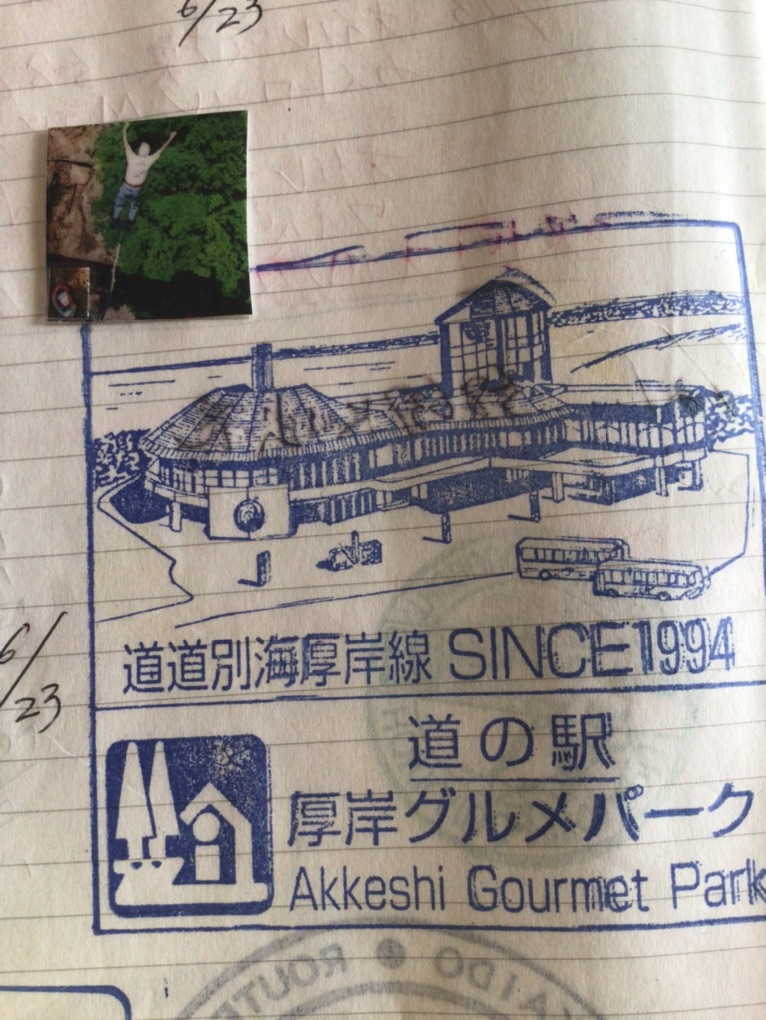 6/23
道道別海厚岸線 SINCE1994
6/23
道の駅
厚岸グルメパーク
Akkeshi Gourmet Park